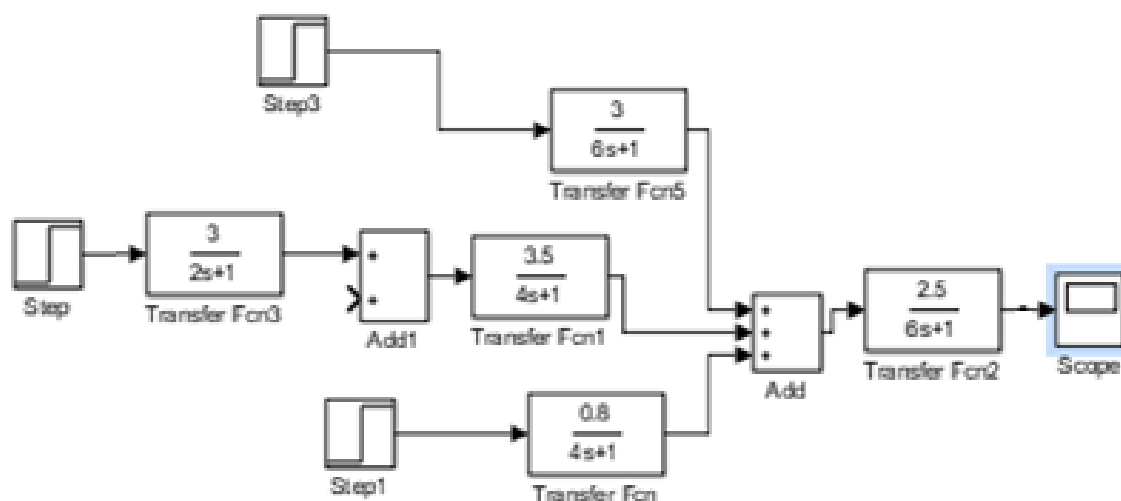 Step3
3
6s+1
Transfer Fcn5
Step
3
2s+1
Transfer Fcn3
+
+
Add1
3.5
4s+1
Transfer Fcn1
+
+
+
Add
2.5
6s+1
Transfer Fcn2
Scope
Step1
0.8
4s+1
Transfer Fcn